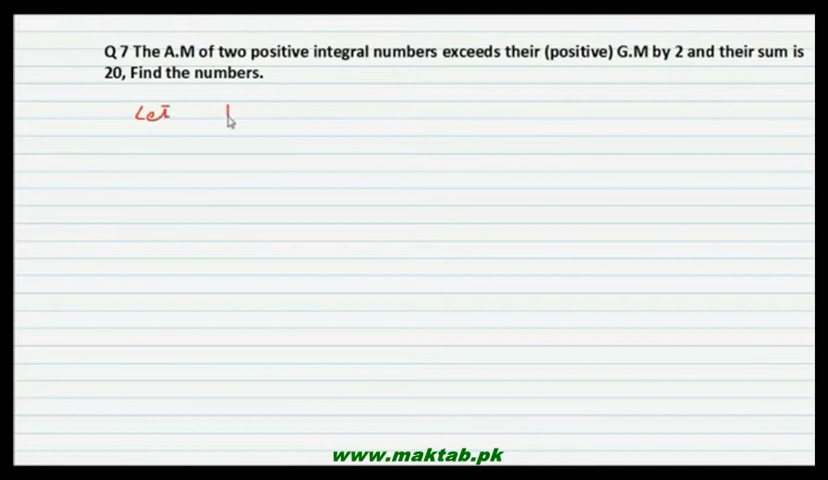 Q 7 The A.M of two positive integral numbers exceeds their (positive) G.M by 2 and their sum is
20, Find the numbers.
Let
www.maktab.pk